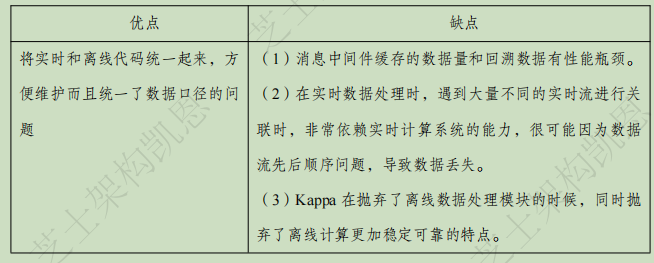 优点
缺点
将实时和离线代码统一起来，方
便维护而且统一了数据口径的问
题
（1）消息中间件缓存的数据量和回溯数据有性能瓶颈。
（2）在实时数据处理时，遇到大量不同的实时流进行关
联时，非常依赖实时计算系统的能力，很可能因为数据
流先后顺序问题，导致数据丢失。
（3）Kappa 在抛弃了离线数据处理模块的时候，同时抛
弃了离线计算更加稳定可靠的特点。
芝士架构凯恩
芝士架构凯恩